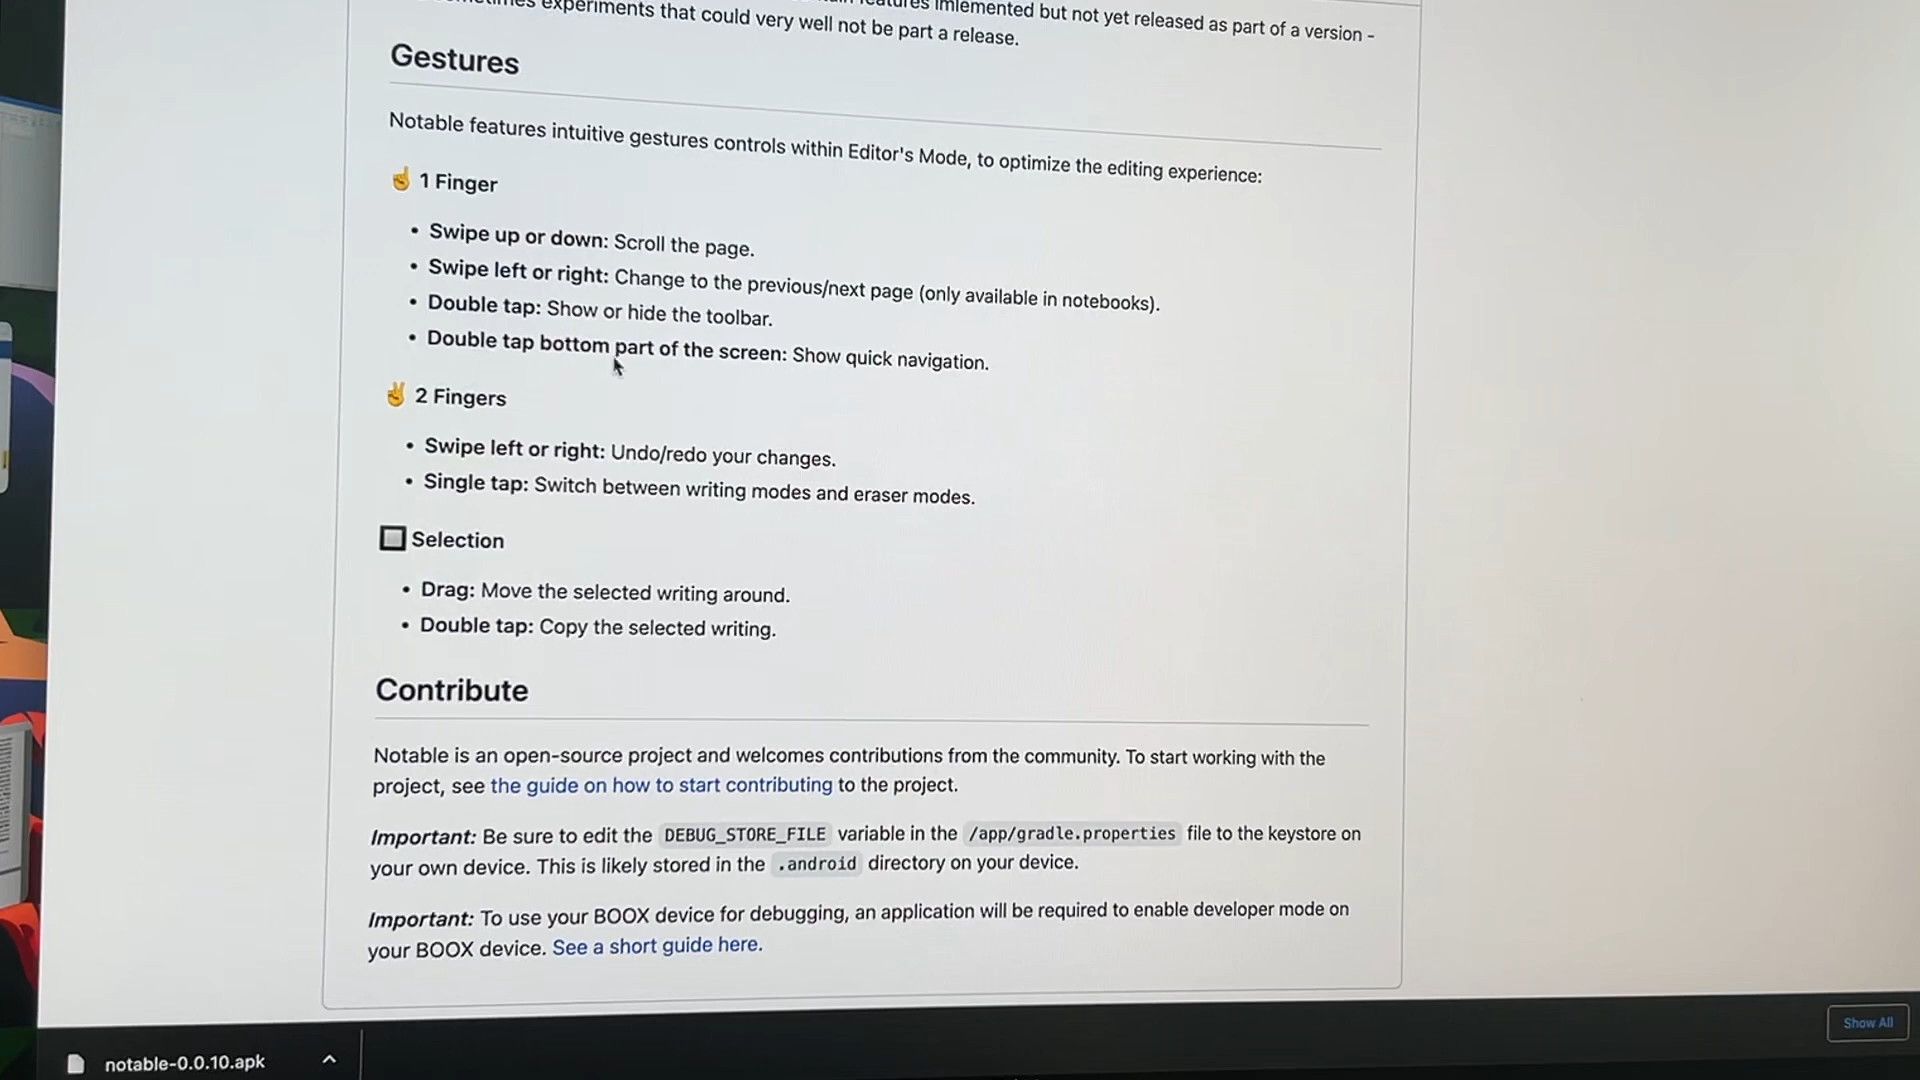 experiments that could very well not be part a release.
imlemented but not yet released as part of a version -
Gestures
Notable features intuitive gestures controls within Editor's Mode, to optimize the editing experience:
☝ 1 Finger
• Swipe up or down: Scroll the page.
• Swipe left or right: Change to the previous/next page (only available in notebooks).
• Double tap: Show or hide the toolbar.
• Double tap bottom part of the screen: Show quick navigation.
✌ 2 Fingers
• Swipe left or right: Undo/redo your changes.
• Single tap: Switch between writing modes and eraser modes.
🔲 Selection
• Drag: Move the selected writing around.
• Double tap: Copy the selected writing.
Contribute
Notable is an open-source project and welcomes contributions from the community. To start working with the
project, see the guide on how to start contributing to the project.
Important: Be sure to edit the DEBUG_STORE_FILE variable in the /app/gradle.properties file to the keystore on
your own device. This is likely stored in the .android directory on your device.
Important: To use your BOOX device for debugging, an application will be required to enable developer mode on
your BOOX device. See a short guide here.
Show All
notable-0.0.10.apk